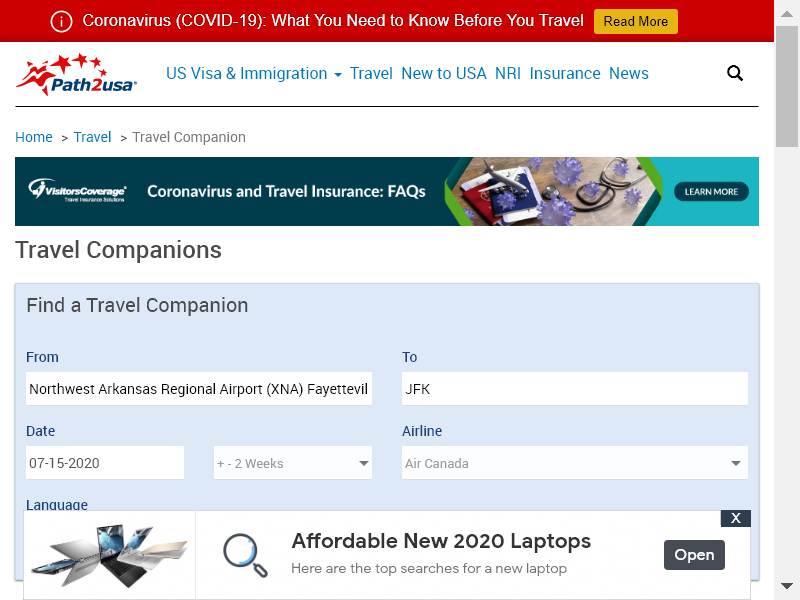 Coronavirus (COVID-19): What You Need to Know Before You Travel Read More
Path2usa
US Visa & Immigration Travel New to USA NRI Insurance News
Home > Travel > Travel Companion
VisitorsCoverage
Travel Insurance Solutions
Coronavirus and Travel Insurance: FAQs
LEARN MORE
Travel Companions
Find a Travel Companion
From To
Northwest Arkansas Regional Airport (XNA) Fayettevil JFK
Date Airline
07-15-2020 + - 2 Weeks Air Canada
Language
X
Affordable New 2020 Laptops
Here are the top searches for a new laptop
Open